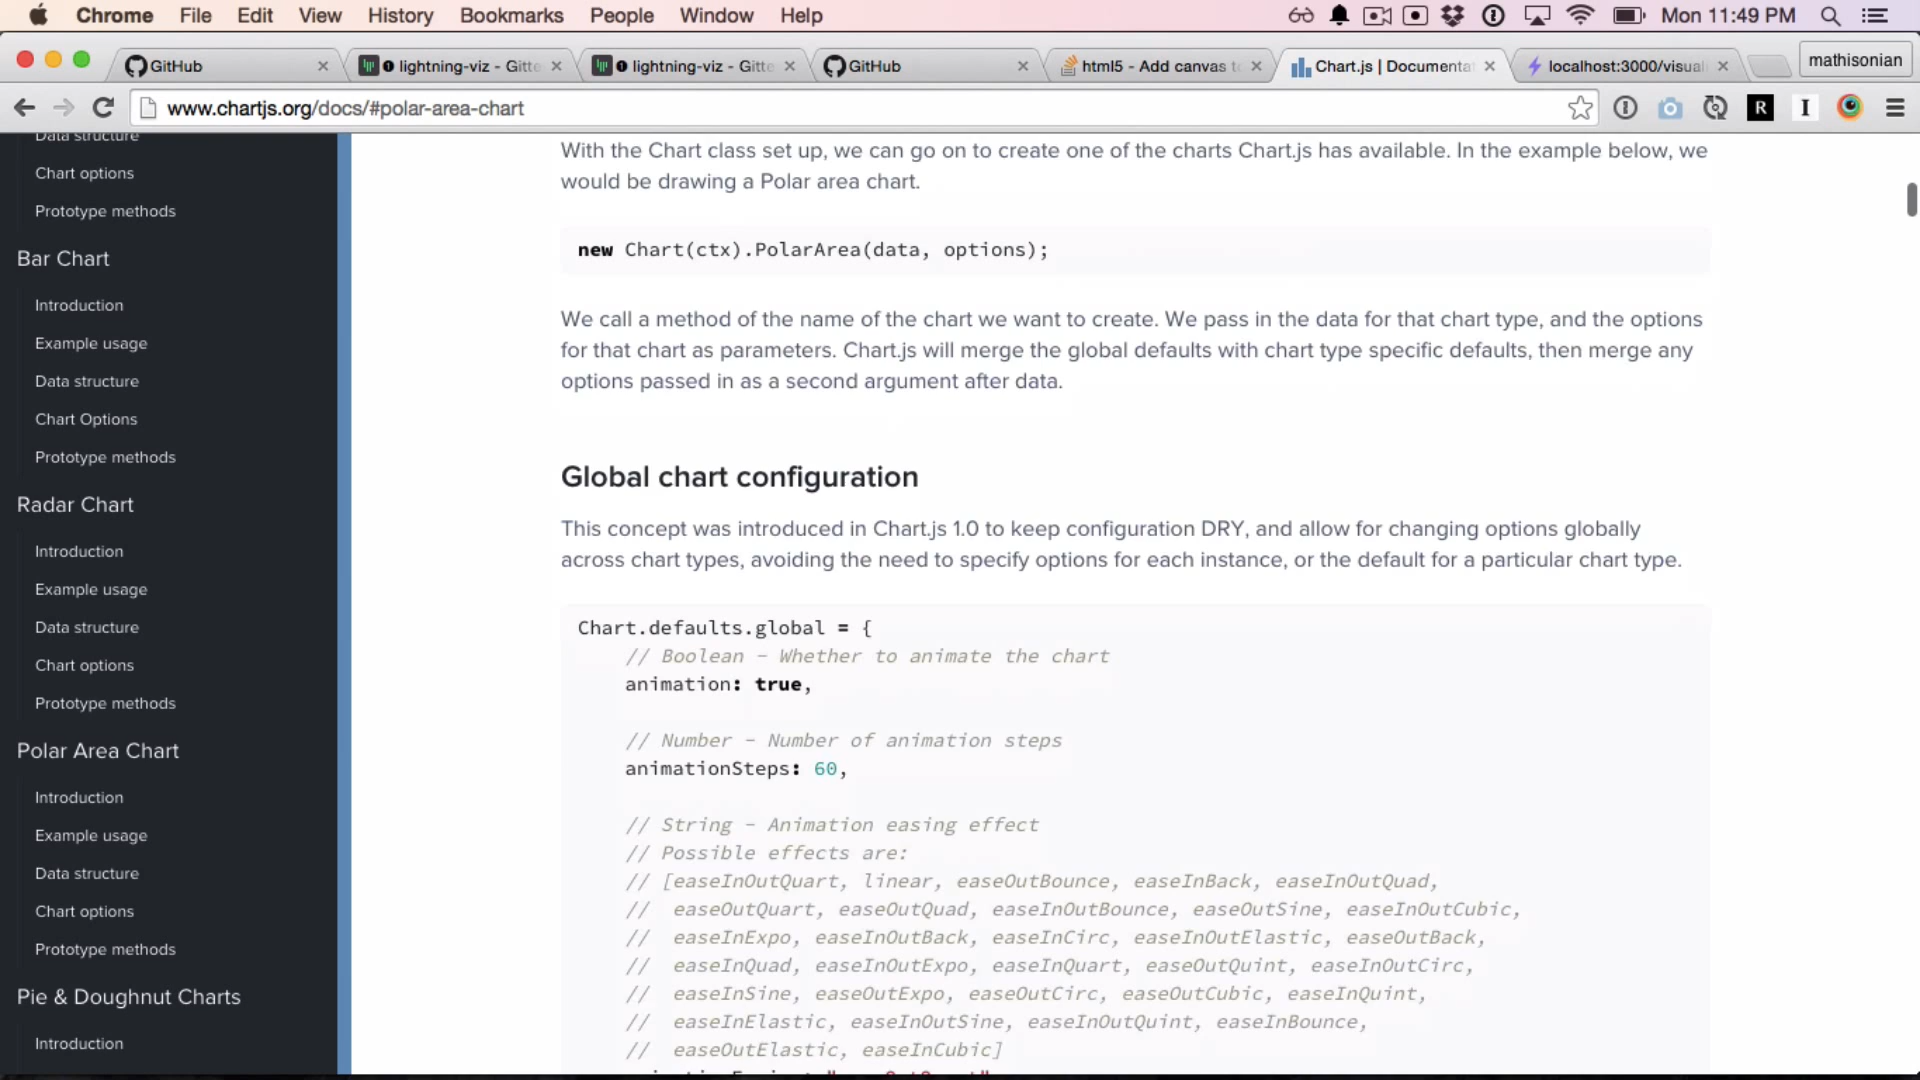 Chrome File Edit View History Bookmarks People Window Help Mon 11:49 PM
GitHub lightning-viz - Gitte lightning-viz - Gitte GitHub html5 - Add canvas to Chart.js | Documenta localhost:3000/visual mathisonian
www.chartjs.org/docs/#polar-area-chart
Data structure
Chart options
Prototype methods
Bar Chart
Introduction
Example usage
Data structure
Chart Options
Prototype methods
Radar Chart
Introduction
Example usage
Data structure
Chart options
Prototype methods
Polar Area Chart
Introduction
Example usage
Data structure
Chart options
Prototype methods
Pie & Doughnut Charts
Introduction
With the Chart class set up, we can go on to create one of the charts Chart.js has available. In the example below, we
would be drawing a Polar area chart.
new Chart(ctx).PolarArea(data, options);
We call a method of the name of the chart we want to create. We pass in the data for that chart type, and the options
for that chart as parameters. Chart.js will merge the global defaults with chart type specific defaults, then merge any
options passed in as a second argument after data.
Global chart configuration
This concept was introduced in Chart.js 1.0 to keep configuration DRY, and allow for changing options globally
across chart types, avoiding the need to specify options for each instance, or the default for a particular chart type.
Chart.defaults.global = {
// Boolean - Whether to animate the chart
animation: true,
// Number - Number of animation steps
animationSteps: 60,
// String - Animation easing effect
// Possible effects are:
// [easeInOutQuart, linear, easeOutBounce, easeInBack, easeInOutQuad,
// easeOutQuart, easeOutQuad, easeInOutBounce, easeOutSine, easeInOutCubic,
// easeInExpo, easeInOutBack, easeInCirc, easeInOutElastic, easeOutBack,
// easeInQuad, easeInOutExpo, easeInQuart, easeOutQuint, easeInOutCirc,
// easeInSine, easeOutExpo, easeOutCirc, easeOutCubic, easeInQuint,
// easeInElastic, easeInOutSine, easeInOutQuint, easeInBounce,
// easeOutElastic, easeInCubic]